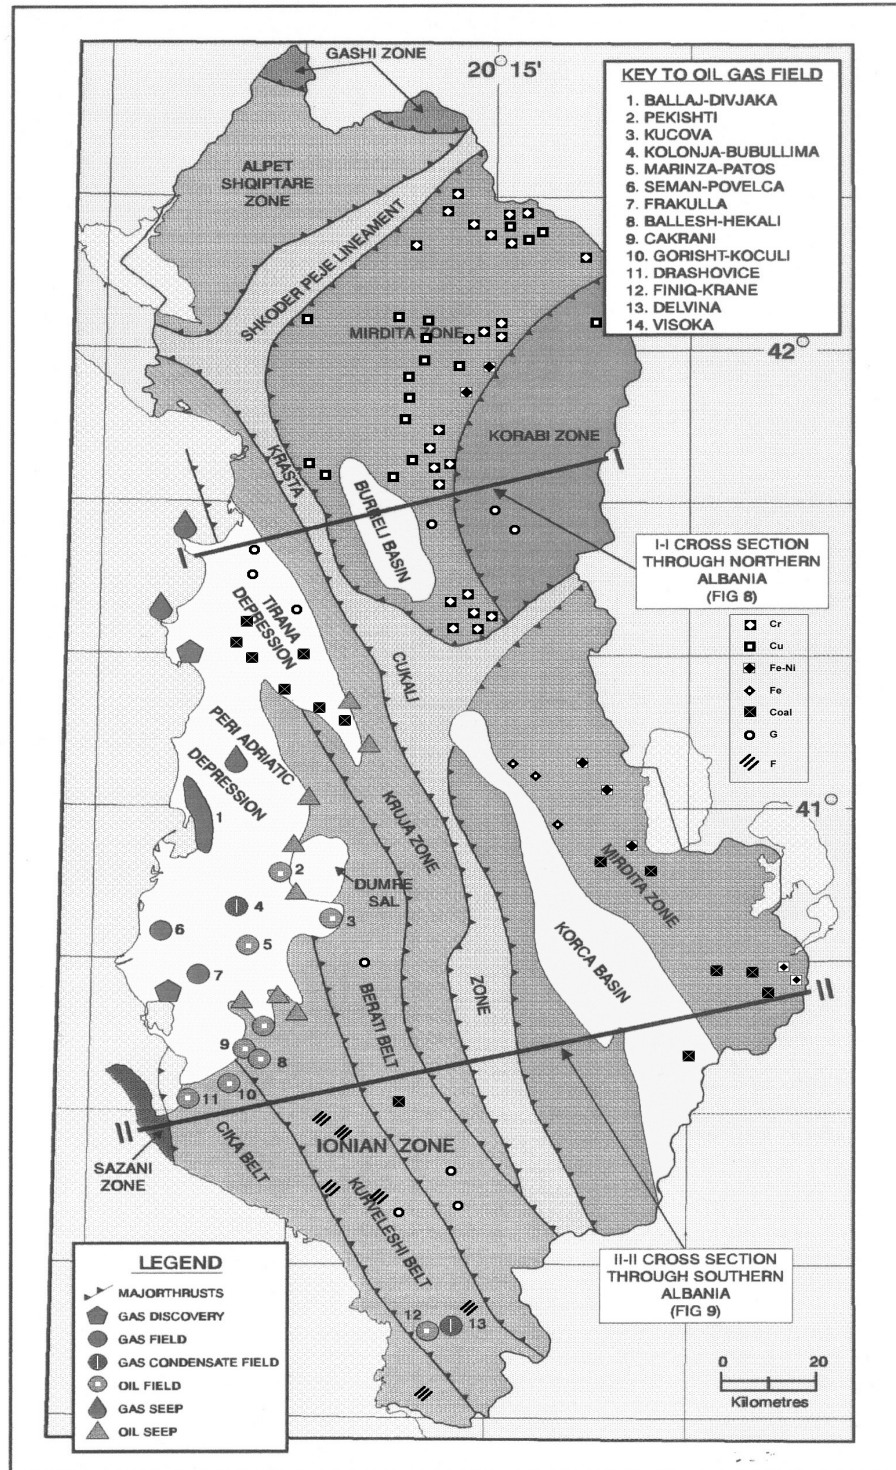 GASHI ZONE
20° 15'
KEY TO OIL GAS FIELD
1. BALLAJ-DIVJAKA
2. PEKISHTI
3. KUCOVA
4. KOLONJA-BUBULLIMA
5. MARINZA-PATOS
6. SEMAN-POVELCA
7. FRAKULLA
8. BALLESH-HEKALI
9. CAKRANI
10. GORISHT-KOCULI
11. DRASHOVICE
12. FINIQ-KRANE
13. DELVINA
14. VISOKA
ALPET
SHQIPTARE
ZONE
SHKODER PEJE LINEAMENT
MIRDITA ZONE
42°
KORABI ZONE
KRASTA
BURRELI BASIN
I
I
I-I CROSS SECTION
THROUGH NORTHERN
ALBANIA
(FIG 8)
TIRANA
DEPRESSION
CUKALI
Cr
Cu
Fe-Ni
Fe
Coal
G
F
PERI ADRIATIC
DEPRESSION
1
KRUJA ZONE
41°
MIRDITA ZONE
2
DUMRE
SAL
3
4
5
6
7
KORCA BASIN
ZONE
BERATI BELT
II
9
8
10
11
II
CIKA BELT
IONIAN ZONE
SAZANI
ZONE
KURVELESHI BELT
II-II CROSS SECTION
THROUGH SOUTHERN
ALBANIA
(FIG 9)
12
13
LEGEND
MAJORTHRUSTS
GAS DISCOVERY
GAS FIELD
GAS CONDENSATE FIELD
OIL FIELD
GAS SEEP
OIL SEEP
0 20
Kilometres